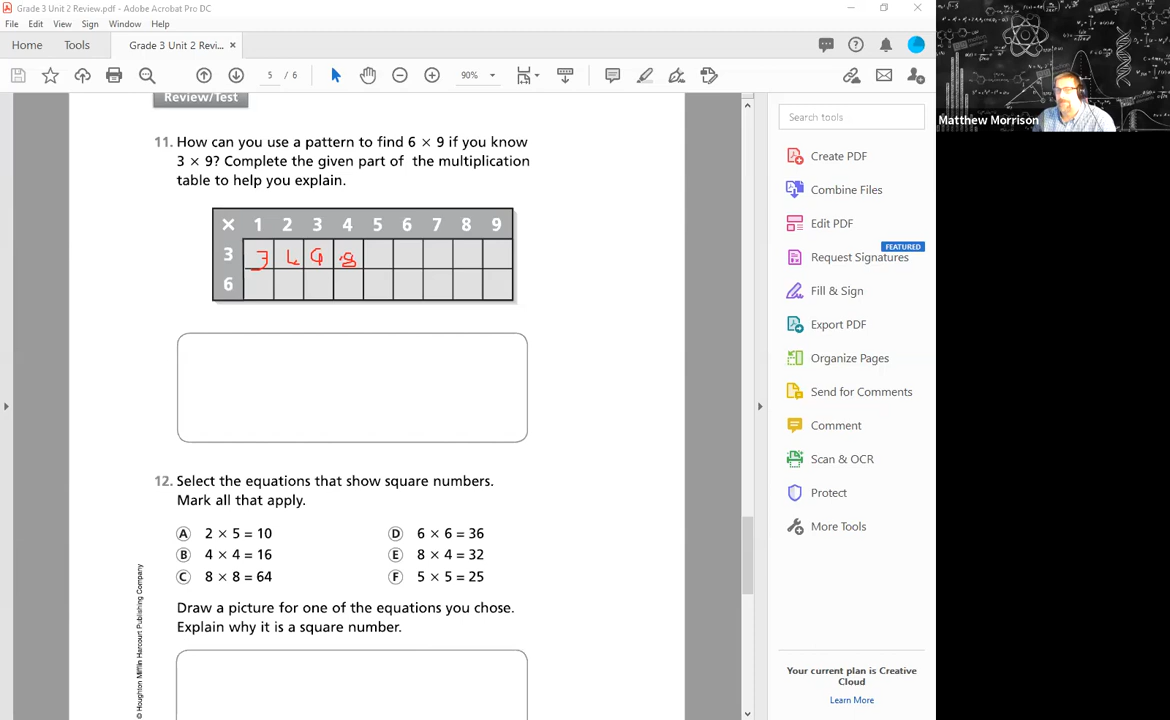 Grade 3 Unit 2 Review.pdf - Adobe Acrobat Pro DC
File Edit View Sign Window Help
Home Tools Grade 3 Unit 2 Revi... ×
5 / 6 90%
Review/Test
11. How can you use a pattern to find 6 × 9 if you know
3 × 9? Complete the given part of the multiplication
table to help you explain.
× 1 2 3 4 5 6 7 8 9
3 3
6
12. Select the equations that show square numbers.
Mark all that apply.
A 2 × 5 = 10
B 4 × 4 = 16
C 8 × 8 = 64
D 6 × 6 = 36
E 8 × 4 = 32
F 5 × 5 = 25
Draw a picture for one of the equations you chose.
Explain why it is a square number.
© Houghton Mifflin Harcourt Publishing Company
Search tools
Create PDF
Combine Files
Edit PDF
FEATURED
Request Signatures
Fill & Sign
Export PDF
Organize Pages
Send for Comments
Comment
Scan & OCR
Protect
More Tools
Your current plan is Creative
Cloud
Learn More
Matthew Morrison